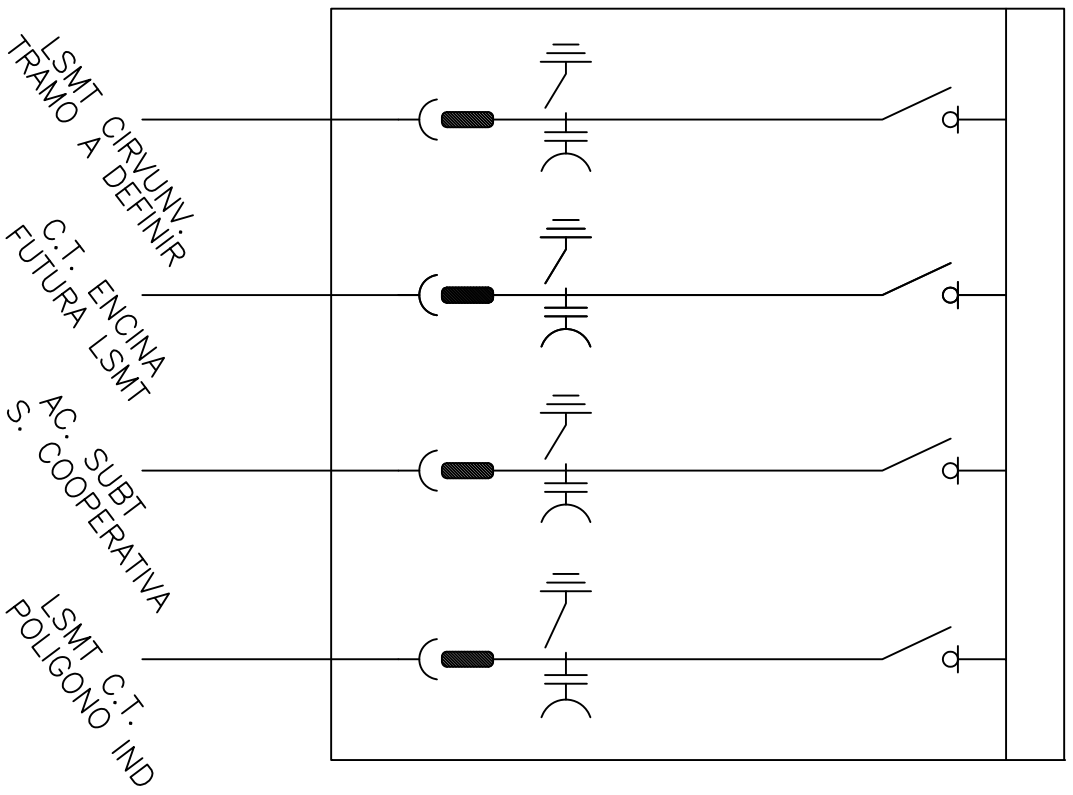 LSMT CIRVUNV.
TRAMO A DEFINIR
C.T. ENCINA
FUTURA LSMT
AC. SUBT
S. COOPERATIVA
LSMT C.T.
POLIGONO IND